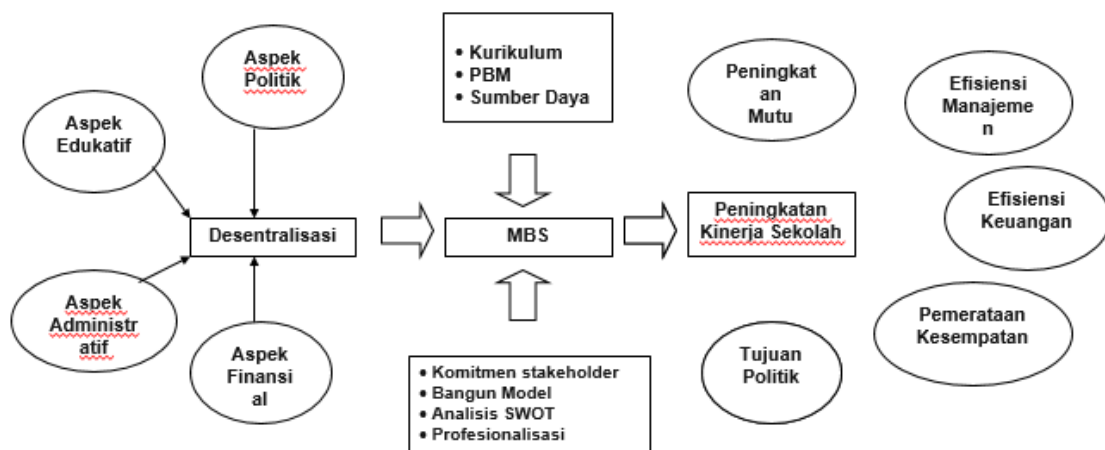 Aspek
Politik
Aspek
Edukatif
Desentralisasi
Aspek
Administr
atif
Aspek
Finansi
al
• Kurikulum
• PBM
• Sumber Daya
MBS
• Komitmen stakeholder
• Bangun Model
• Analisis SWOT
• Profesionalisasi
Peningkat
an
Mutu
Peningkatan
Kinerja Sekolah
Tujuan
Politik
Efisiensi
Manajeme
n
Efisiensi
Keuangan
Pemerataan
Kesempatan